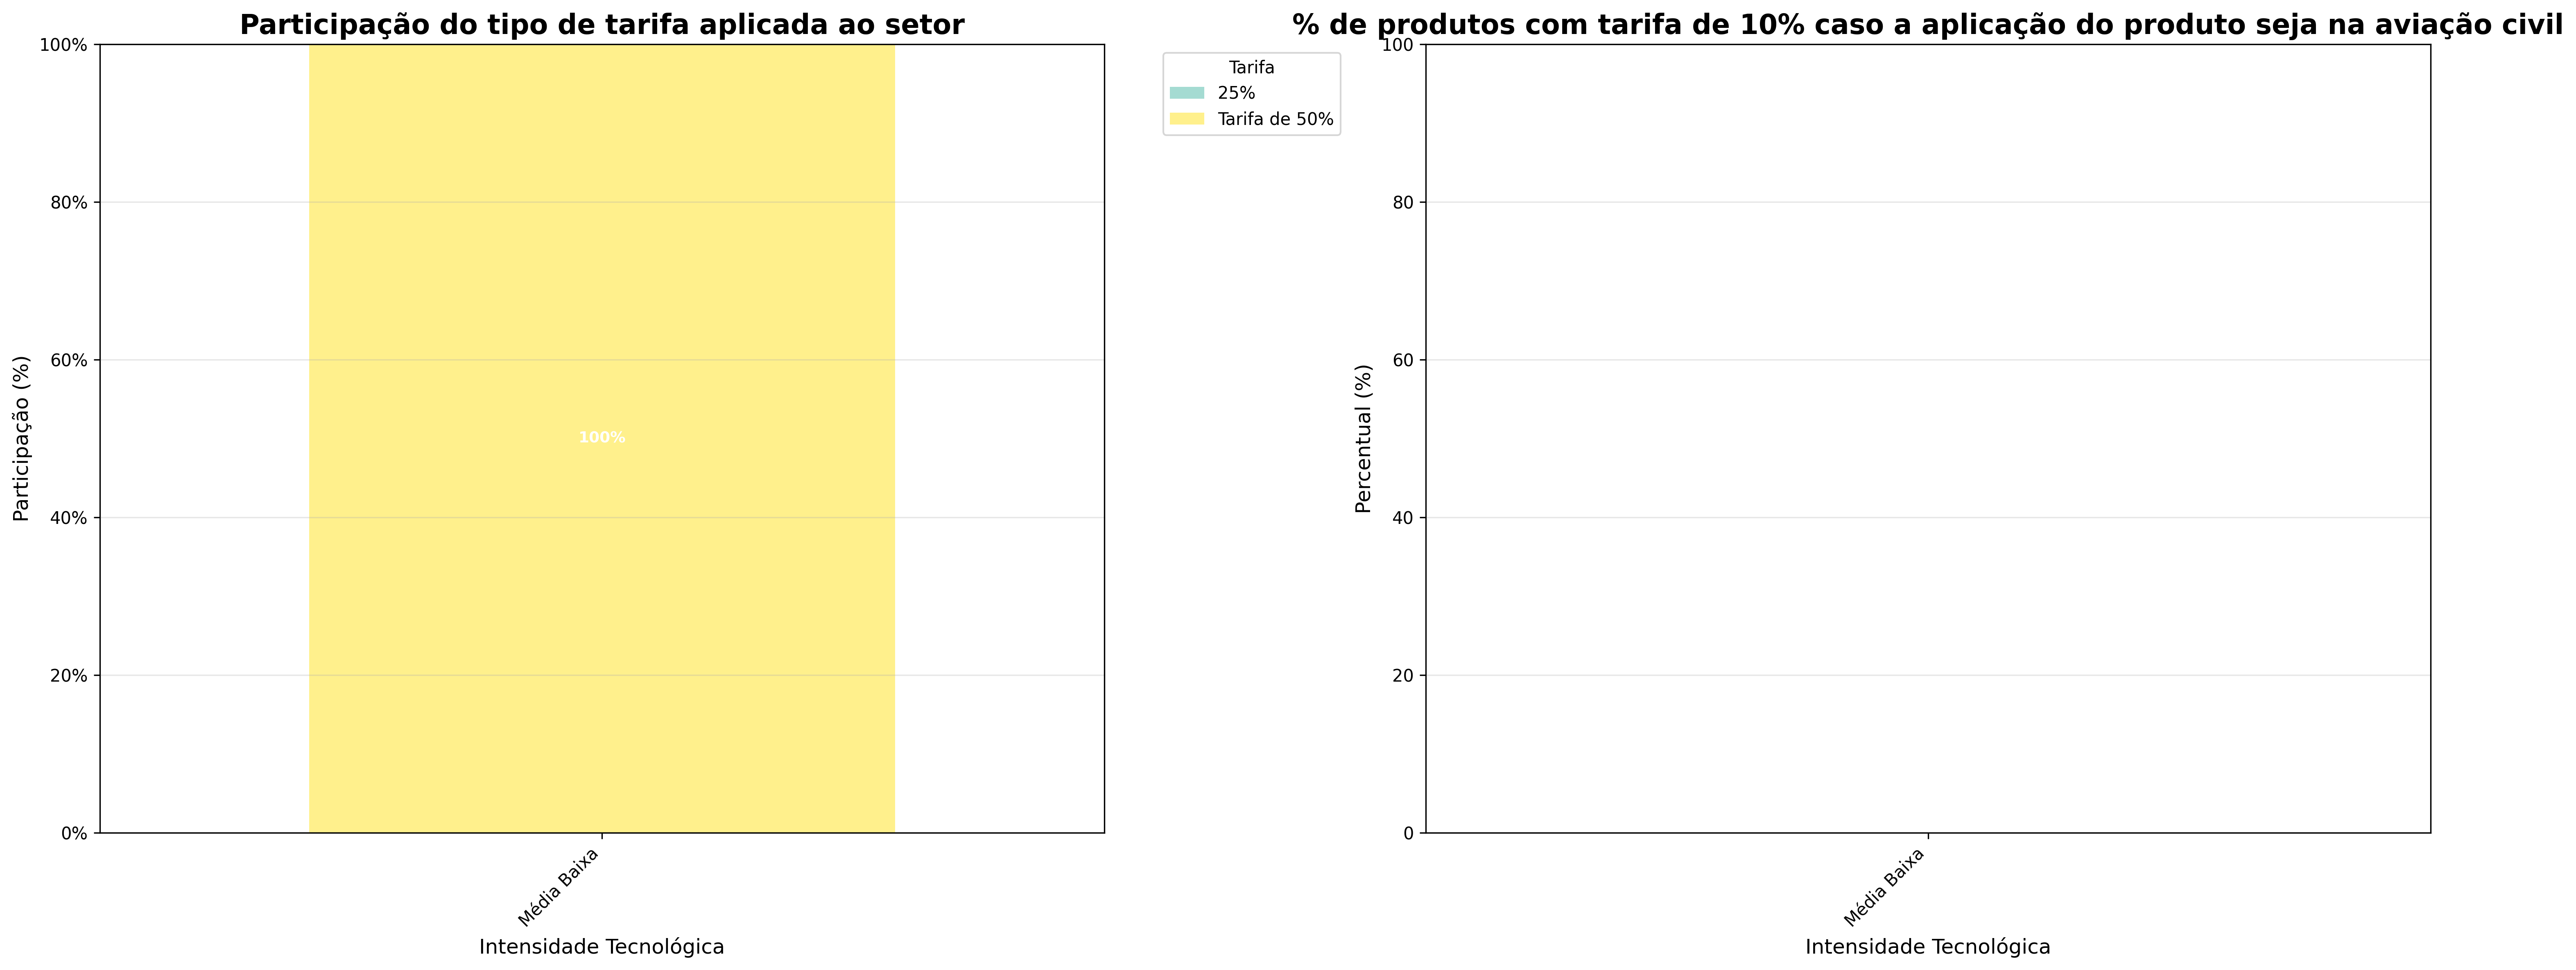 Participação do tipo de tarifa aplicada ao setor
100%
80%
60%
40%
20%
0%
Participação (%)
100%
Média Baixa
Intensidade Tecnológica
Tarifa
25%
Tarifa de 50%
% de produtos com tarifa de 10% caso a aplicação do produto seja na aviação civil
100
80
60
40
20
0
Percentual (%)
Média Baixa
Intensidade Tecnológica